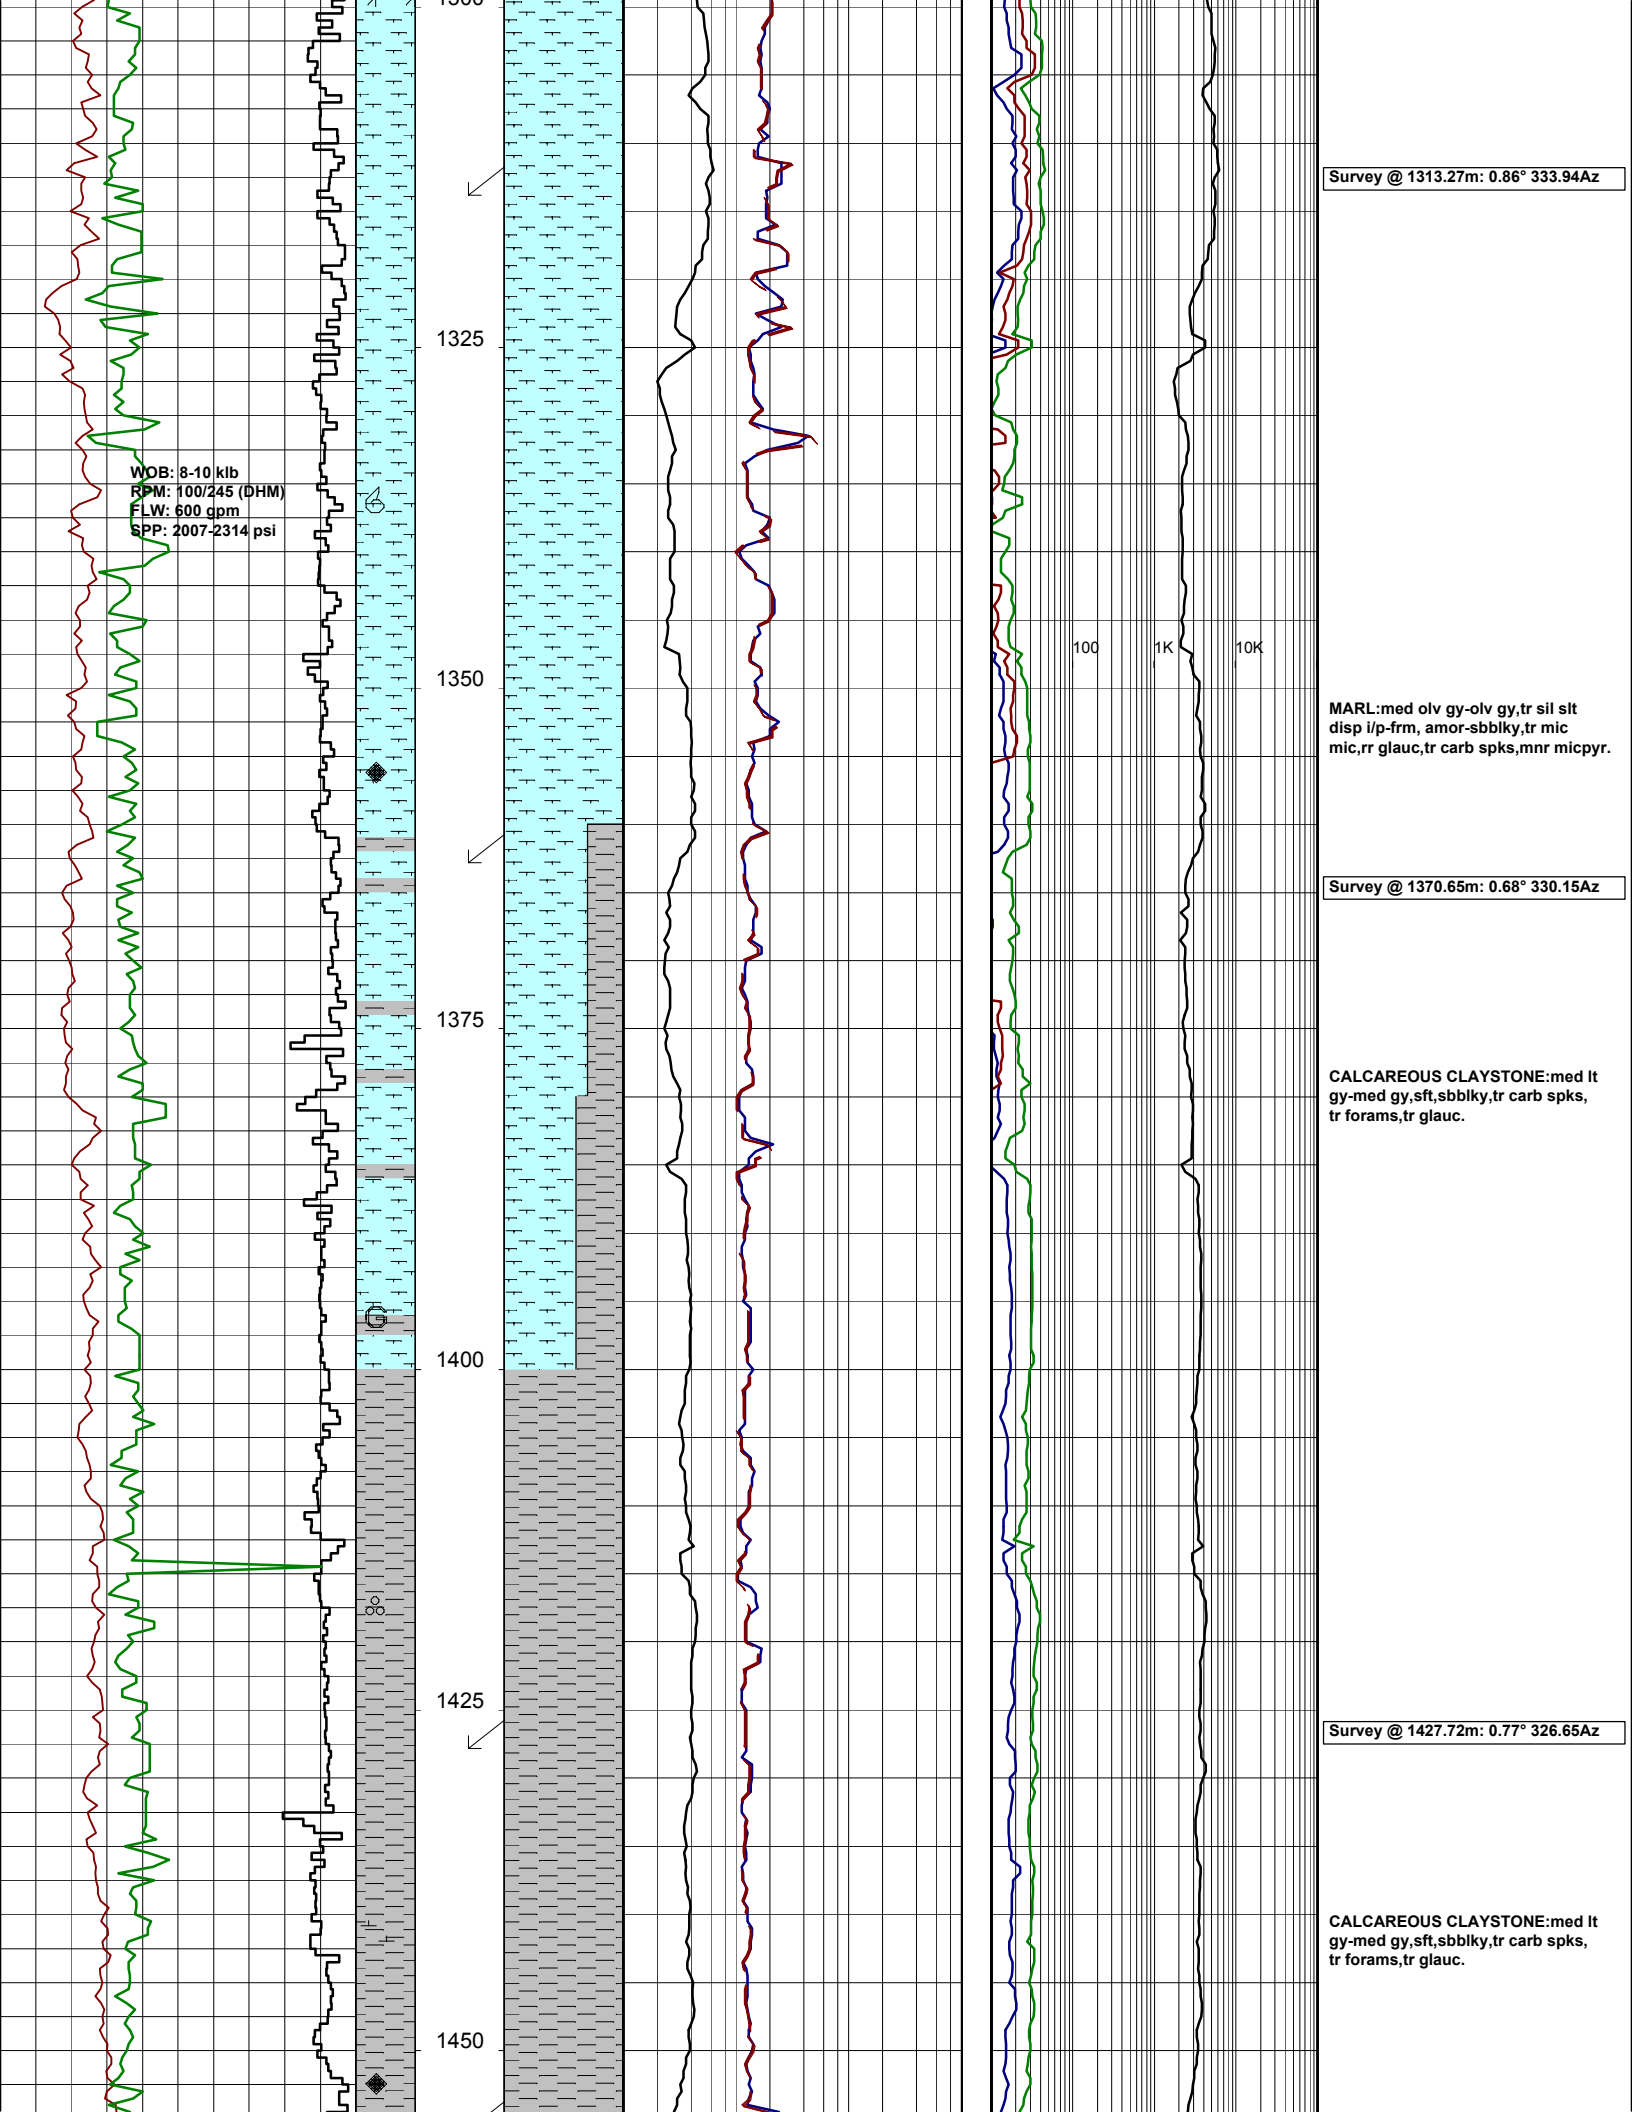 1300
Survey @ 1313.27m: 0.86° 333.94Az
1325
WOB: 8-10 klb
RPM: 100/245 (DHM)
FLW: 600 gpm
SPP: 2007-2314 psi
6
100 1K 10K
1350
MARL:med olv gy-olv gy,tr sil slt
disp i/p-frm, amor-sbblky,tr mic
mic,rr glauc,tr carb spks,mnr micpyr.
Survey @ 1370.65m: 0.68° 330.15Az
1375
CALCAREOUS CLAYSTONE:med lt
gy-med gy,sft,sbblky,tr carb spks,
tr forams,tr glauc.
G
1400
1425
Survey @ 1427.72m: 0.77° 326.65Az
CALCAREOUS CLAYSTONE:med lt
gy-med gy,sft,sbblky,tr carb spks,
tr forams,tr glauc.
1450